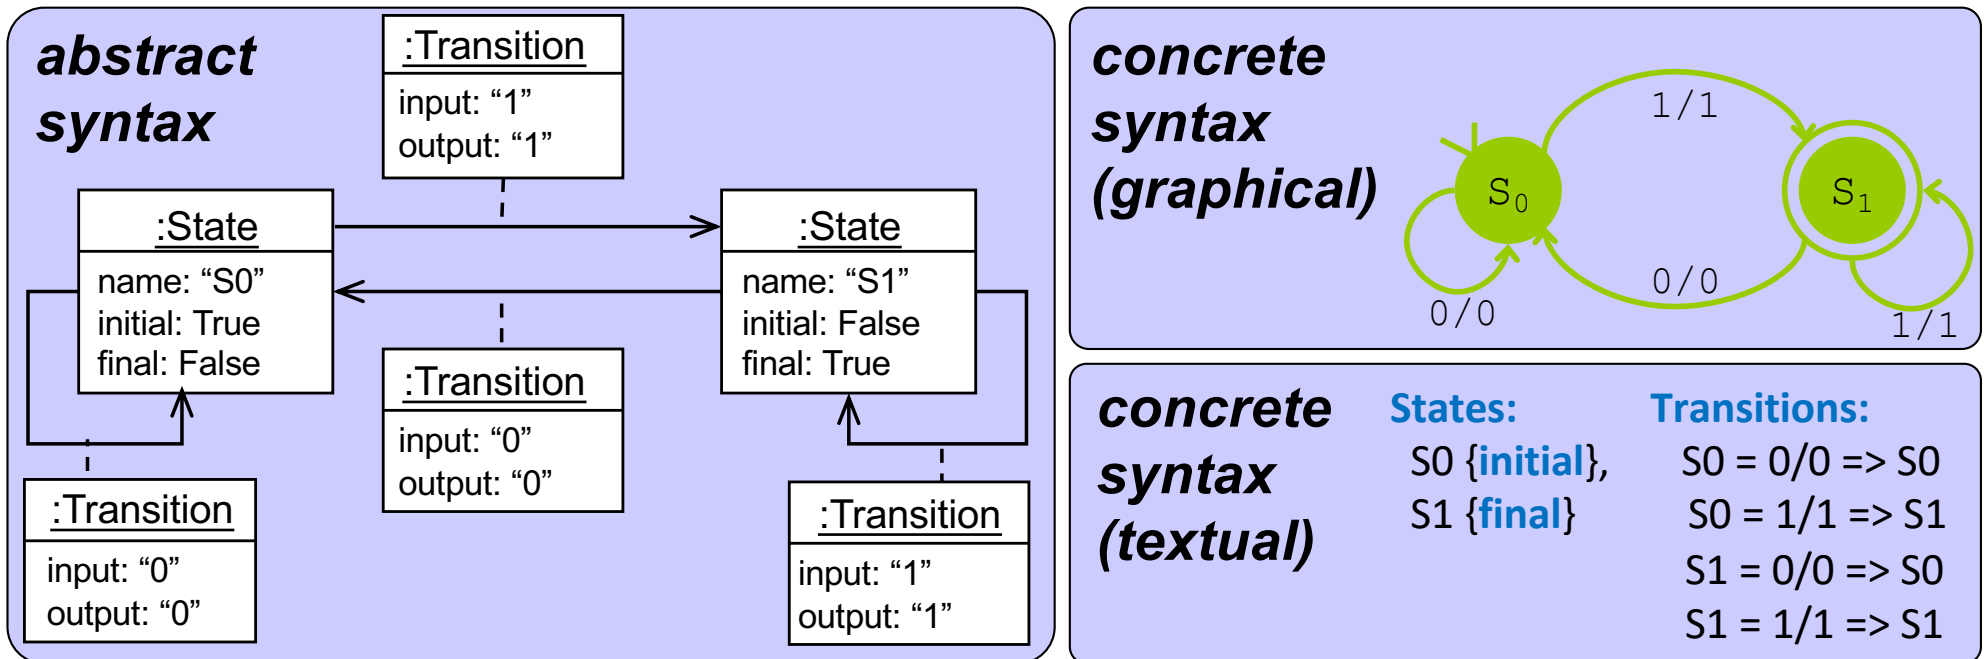 abstract
syntax
:Transition
input: “1”
output: “1”
:State
name: “S0”
initial: True
final: False
:State
name: “S1”
initial: False
final: True
:Transition
input: “0”
output: “0”
:Transition
input: “0”
output: “0”
:Transition
input: “1”
output: “1”
concrete
syntax
(graphical)
1/1
S₀
S₁
0/0
0/0
1/1
concrete
syntax
(textual)
States:
S0 {initial},
S1 {final}
Transitions:
S0 = 0/0 => S0
S0 = 1/1 => S1
S1 = 0/0 => S0
S1 = 1/1 => S1